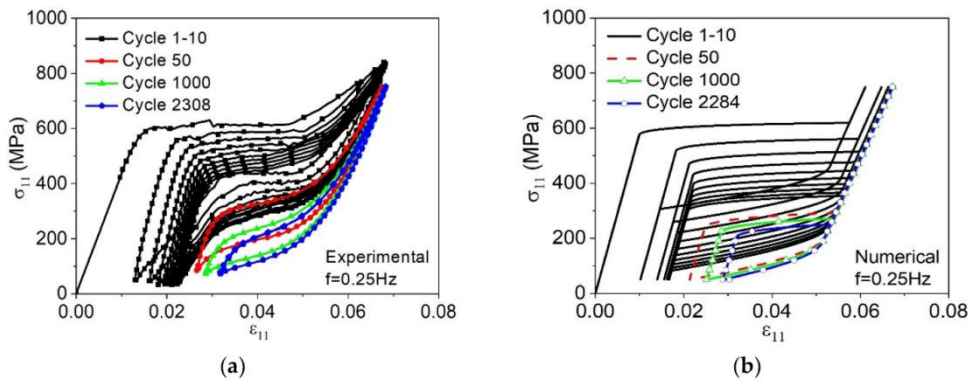 1000
800
600
400
200
0
0.00
0.02
0.04
0.06
0.08
σ11 (MPa)
ε11
Cycle 1-10
Cycle 50
Cycle 1000
Cycle 2308
Experimental
f=0.25Hz
(a)
1000
800
600
400
200
0
0.00
0.02
0.04
0.06
0.08
σ11 (MPa)
ε11
Cycle 1-10
Cycle 50
Cycle 1000
Cycle 2284
Numerical
f=0.25Hz
(b)